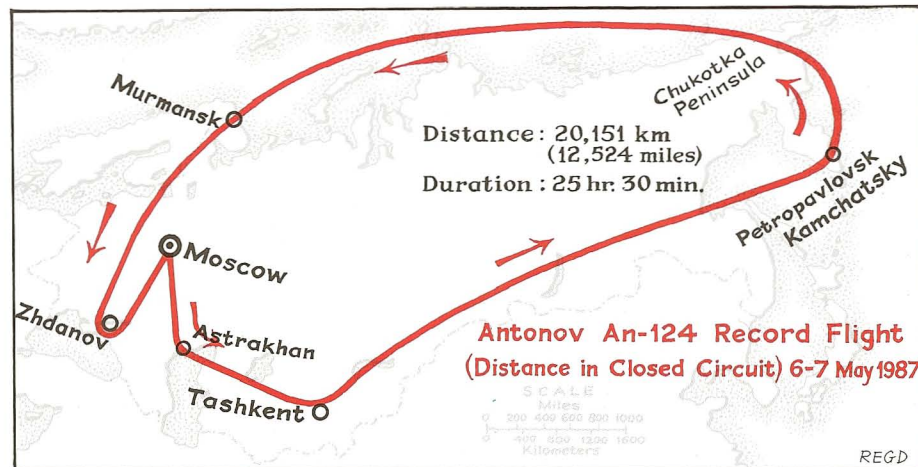 Murmansk
Chukotka
Peninsula
Distance: 20,151 km
(12,524 miles)
Duration: 25 hr. 30 min.
Petropavlovsk
Kamchatsky
Moscow
Zhdanov
Astrakhan
Tashkent
Antonov An-124 Record Flight
(Distance in Closed Circuit) 6-7 May 1987
SCALE
Miles
0 200 400 600 800 1000
0 400 800 1200 1600
Kilometers
REGD